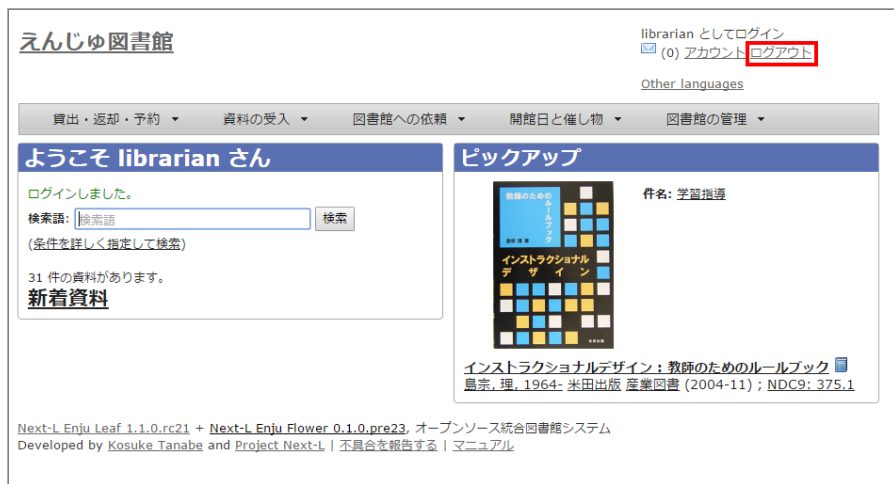 えんじゅ図書館
librarian としてログイン
(0) アカウント ログアウト
Other languages
貸出・返却・予約 ▼ 資料の受入 ▼ 図書館への依頼 ▼ 開館日と催し物 ▼ 図書館の管理 ▼
ようこそ librarian さん
ログインしました。
検索語: 検索語 検索
(条件を詳しく指定して検索)
31 件の資料があります。
新着資料
ピックアップ
教師のための
ルールブック
インストラクショナル
デザイン
件名: 学習指導
インストラクショナルデザイン : 教師のためのルールブック
島宗, 理, 1964- 米田出版 産業図書 (2004-11) ; NDC9: 375.1
Next-L Enju Leaf 1.1.0.rc21 + Next-L Enju Flower 0.1.0.pre23, オープンソース統合図書館システム
Developed by Kosuke Tanabe and Project Next-L | 不具合を報告する | マニュアル